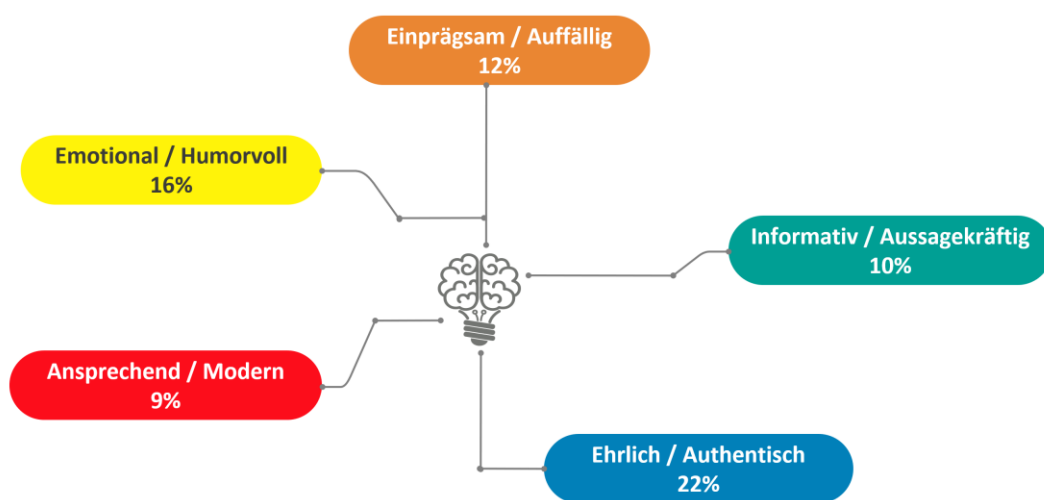 Einprägsam / Auffällig
12%
Emotional / Humorvoll
16%
Informativ / Aussagekräftig
10%
Ansprechend / Modern
9%
Ehrlich / Authentisch
22%